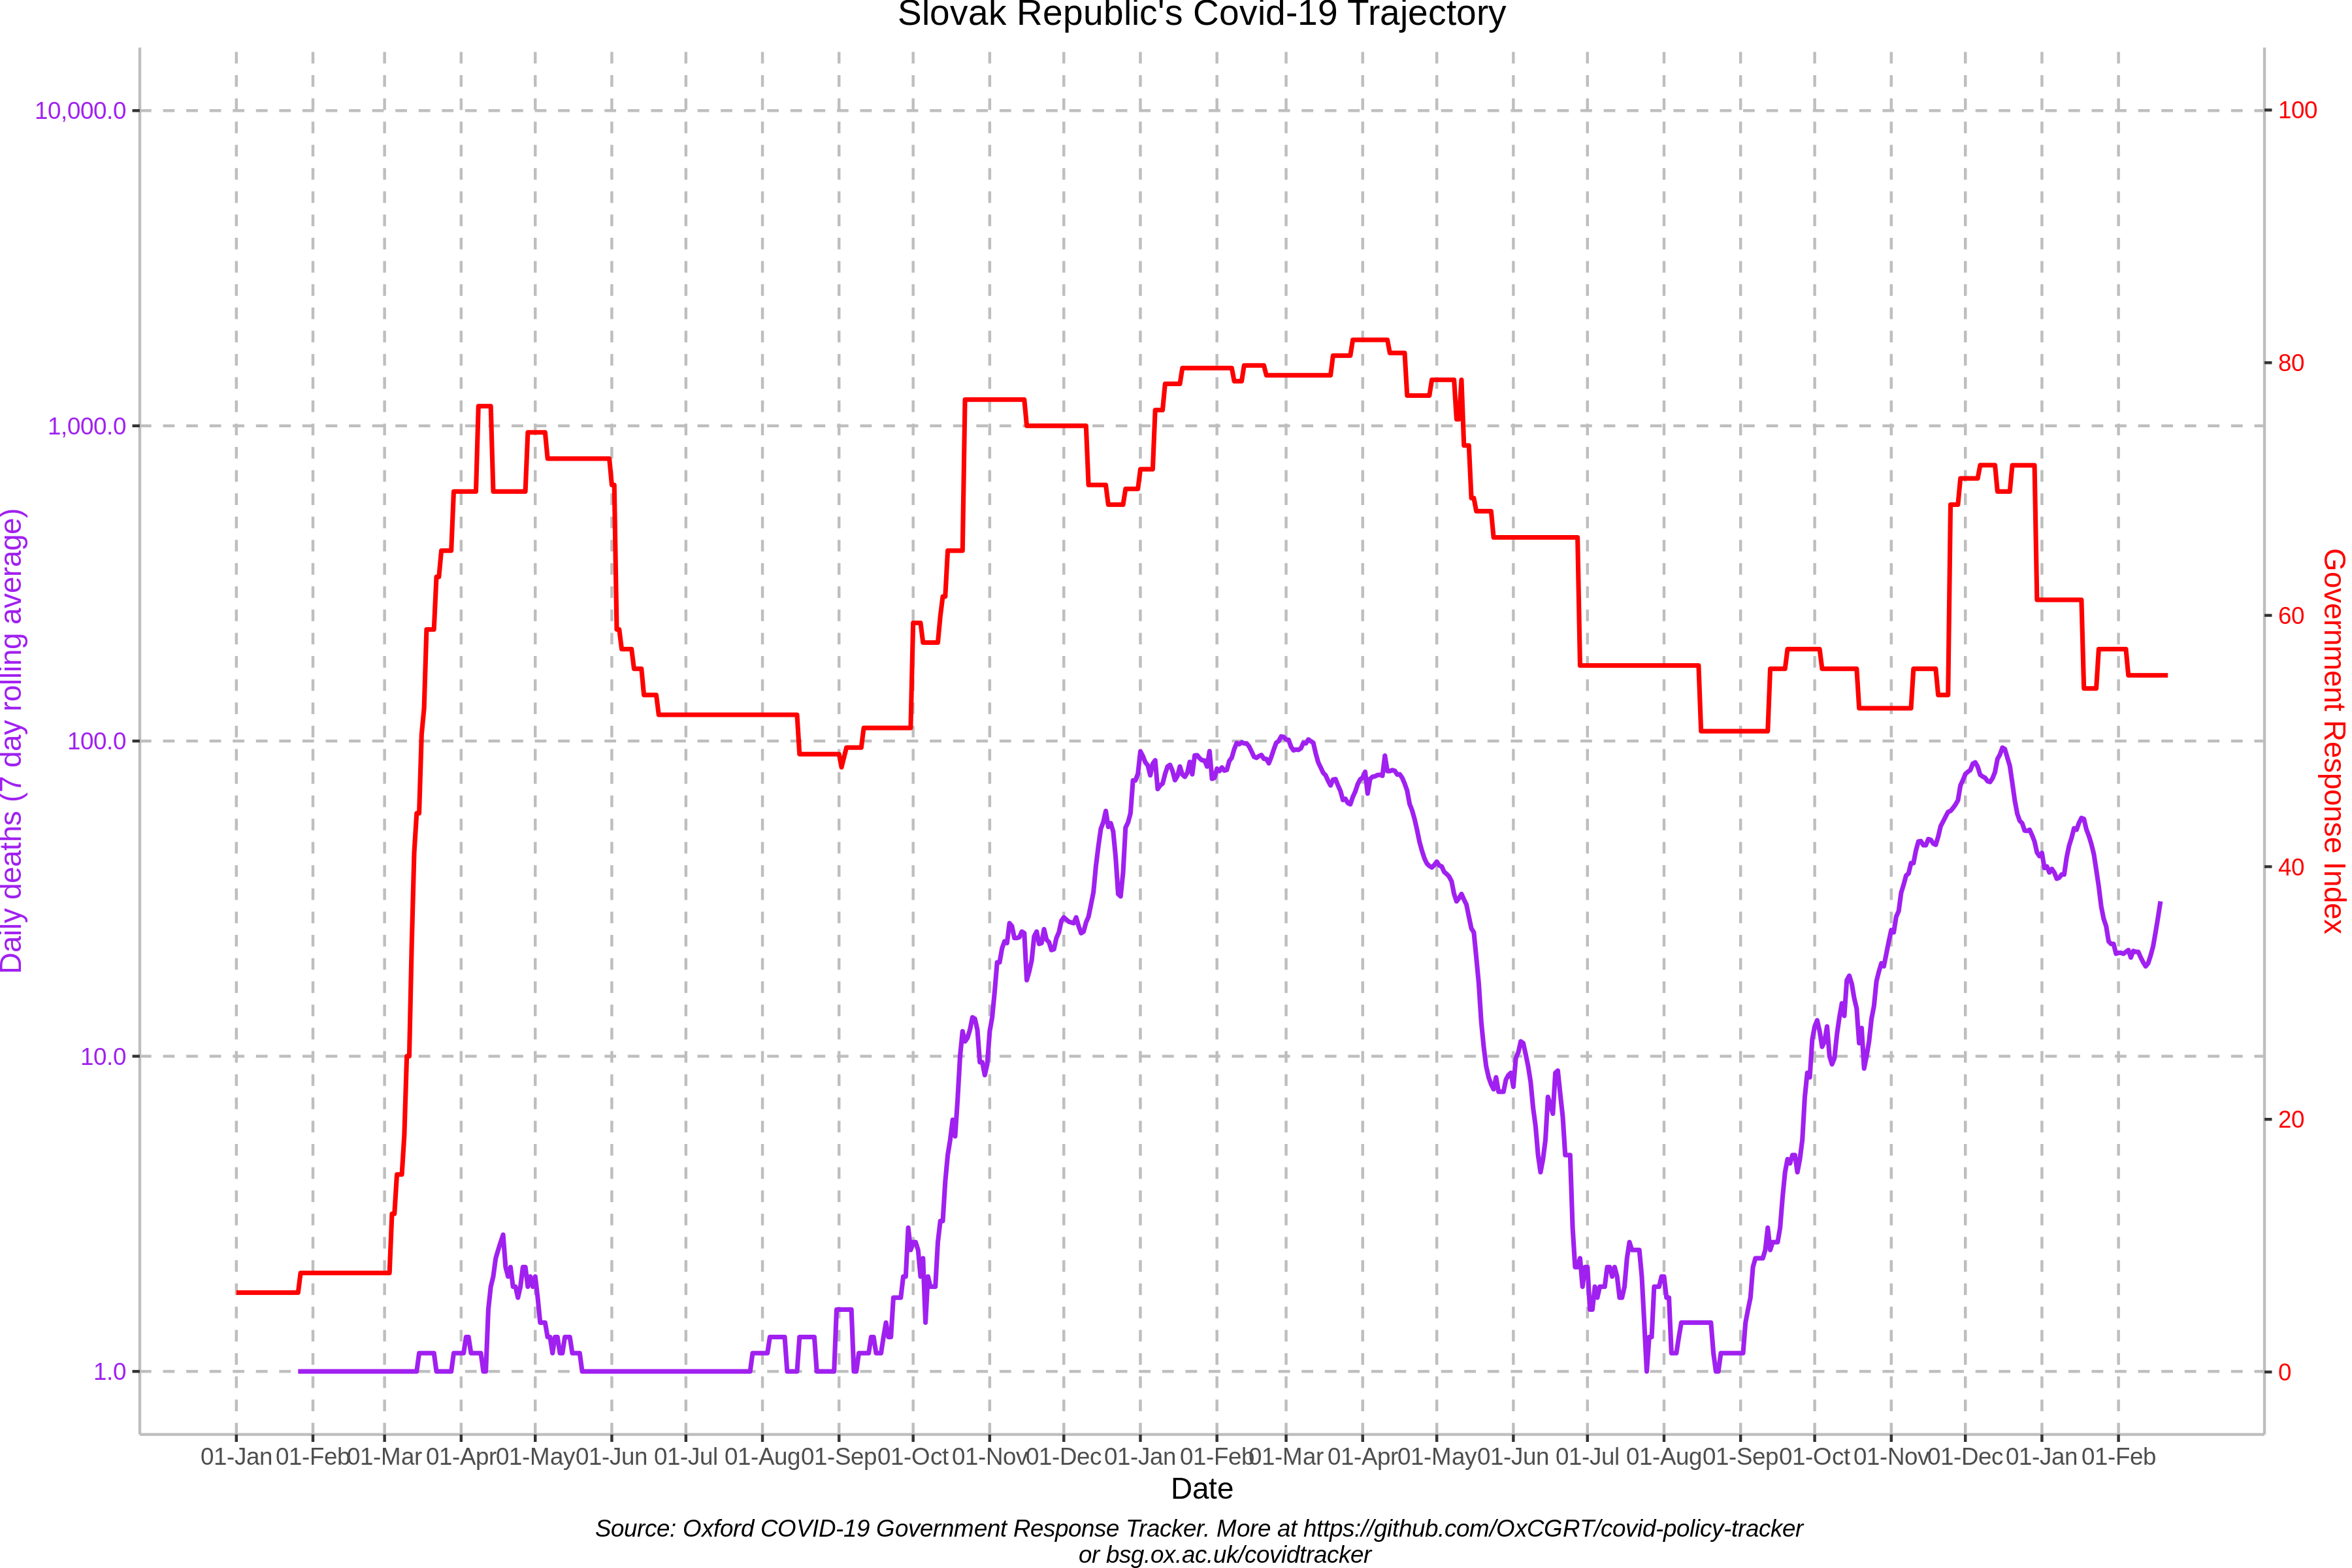 Slovak Republic's Covid-19 Trajectory
10,000.0
1,000.0
100.0
10.0
1.0
Daily deaths (7 day rolling average)
100
80
60
40
20
0
Government Response Index
01-Jan 01-Feb 01-Mar 01-Apr 01-May 01-Jun 01-Jul 01-Aug 01-Sep 01-Oct 01-Nov 01-Dec 01-Jan 01-Feb 01-Mar 01-Apr 01-May 01-Jun 01-Jul 01-Aug 01-Sep 01-Oct 01-Nov 01-Dec 01-Jan 01-Feb
Date
Source: Oxford COVID-19 Government Response Tracker. More at https://github.com/OxCGRT/covid-policy-tracker
or bsg.ox.ac.uk/covidtracker